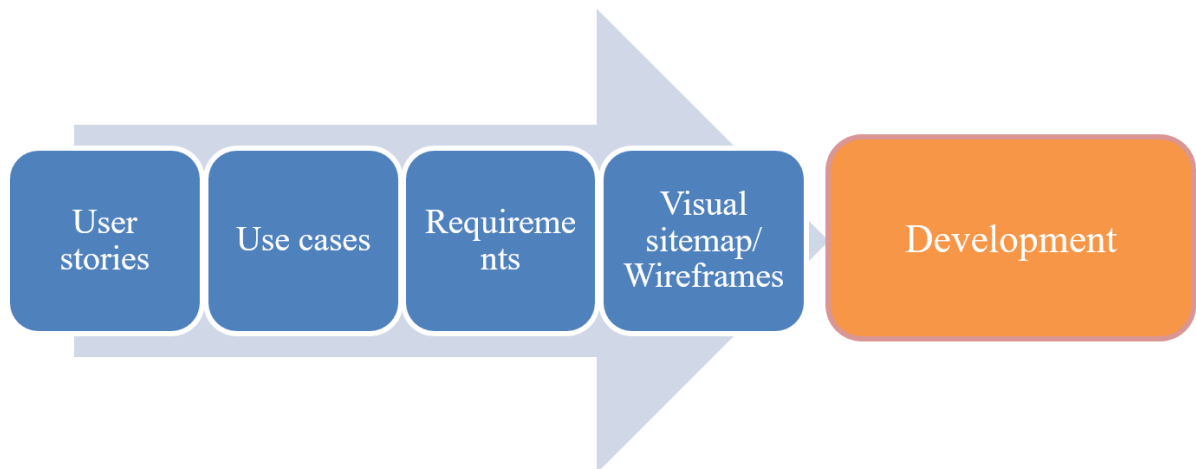 User
stories
Use cases
Requireme
nts
Visual
sitemap/
Wireframes
Development